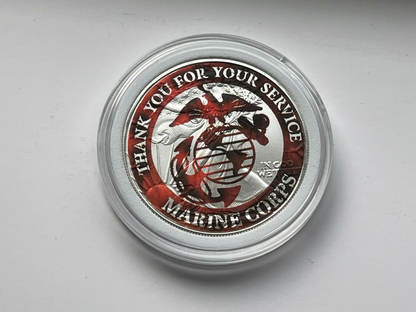 THANK YOU FOR YOUR SERVICE
IN GOD
WE
MARINE CORPS